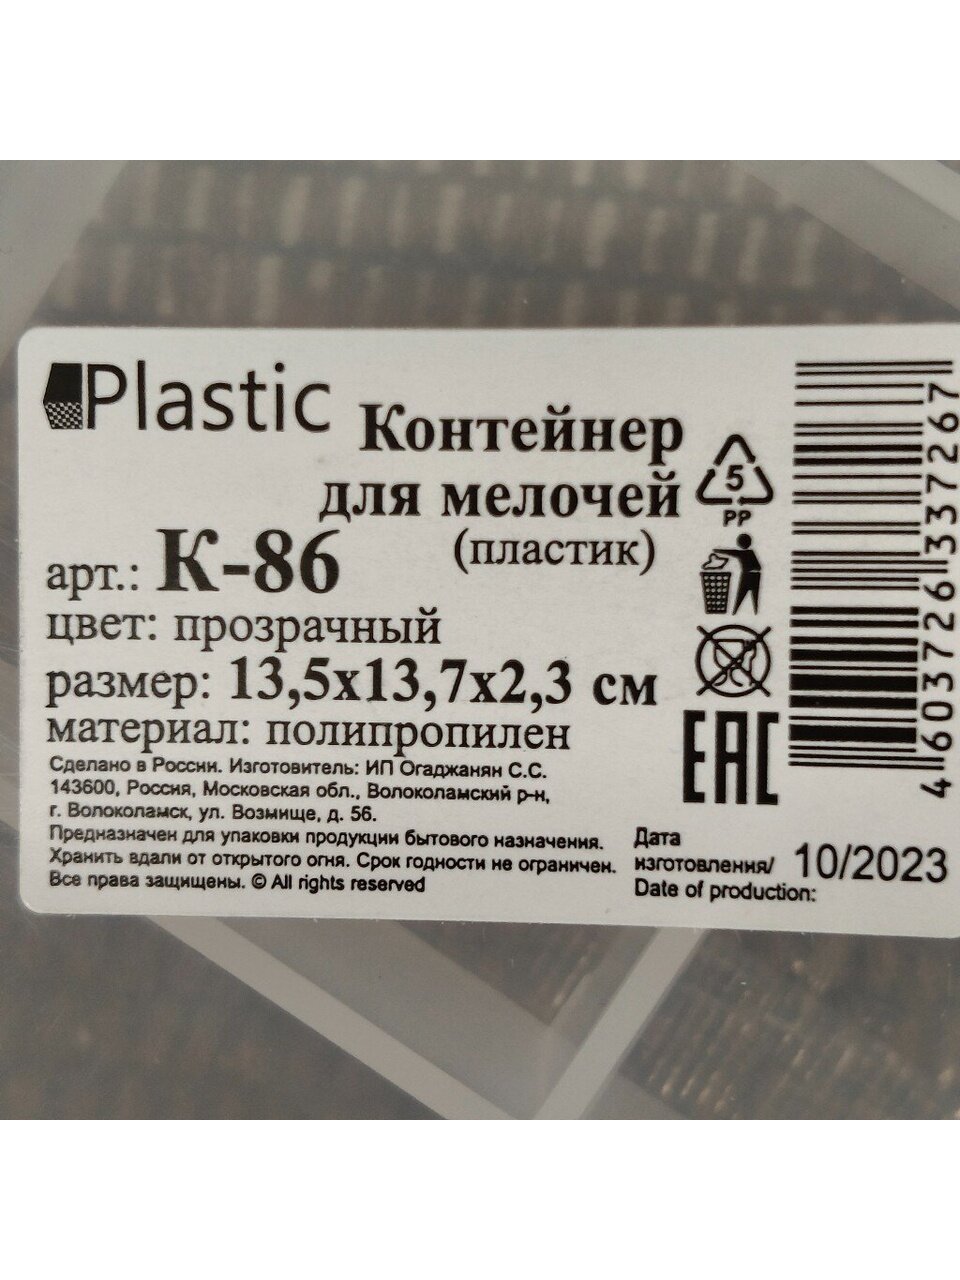 Plastic
Контейнер
для мелочей
(пластик)
арт.: К-86
цвет: прозрачный
размер: 13,5х13,7х2,3 см
материал: полипропилен
Сделано в России. Изготовитель: ИП Огаджанян С.С.
143600, Россия, Московская обл., Волоколамский р-н,
г. Волоколамск, ул. Возмище, д. 56.
Предназначен для упаковки продукции бытового назначения.
Хранить вдали от открытого огня. Срок годности не ограничен.
Все права защищены. © All rights reserved
5
PP
EAC
Дата
изготовления/
Date of production:
10/2023
4603726337267